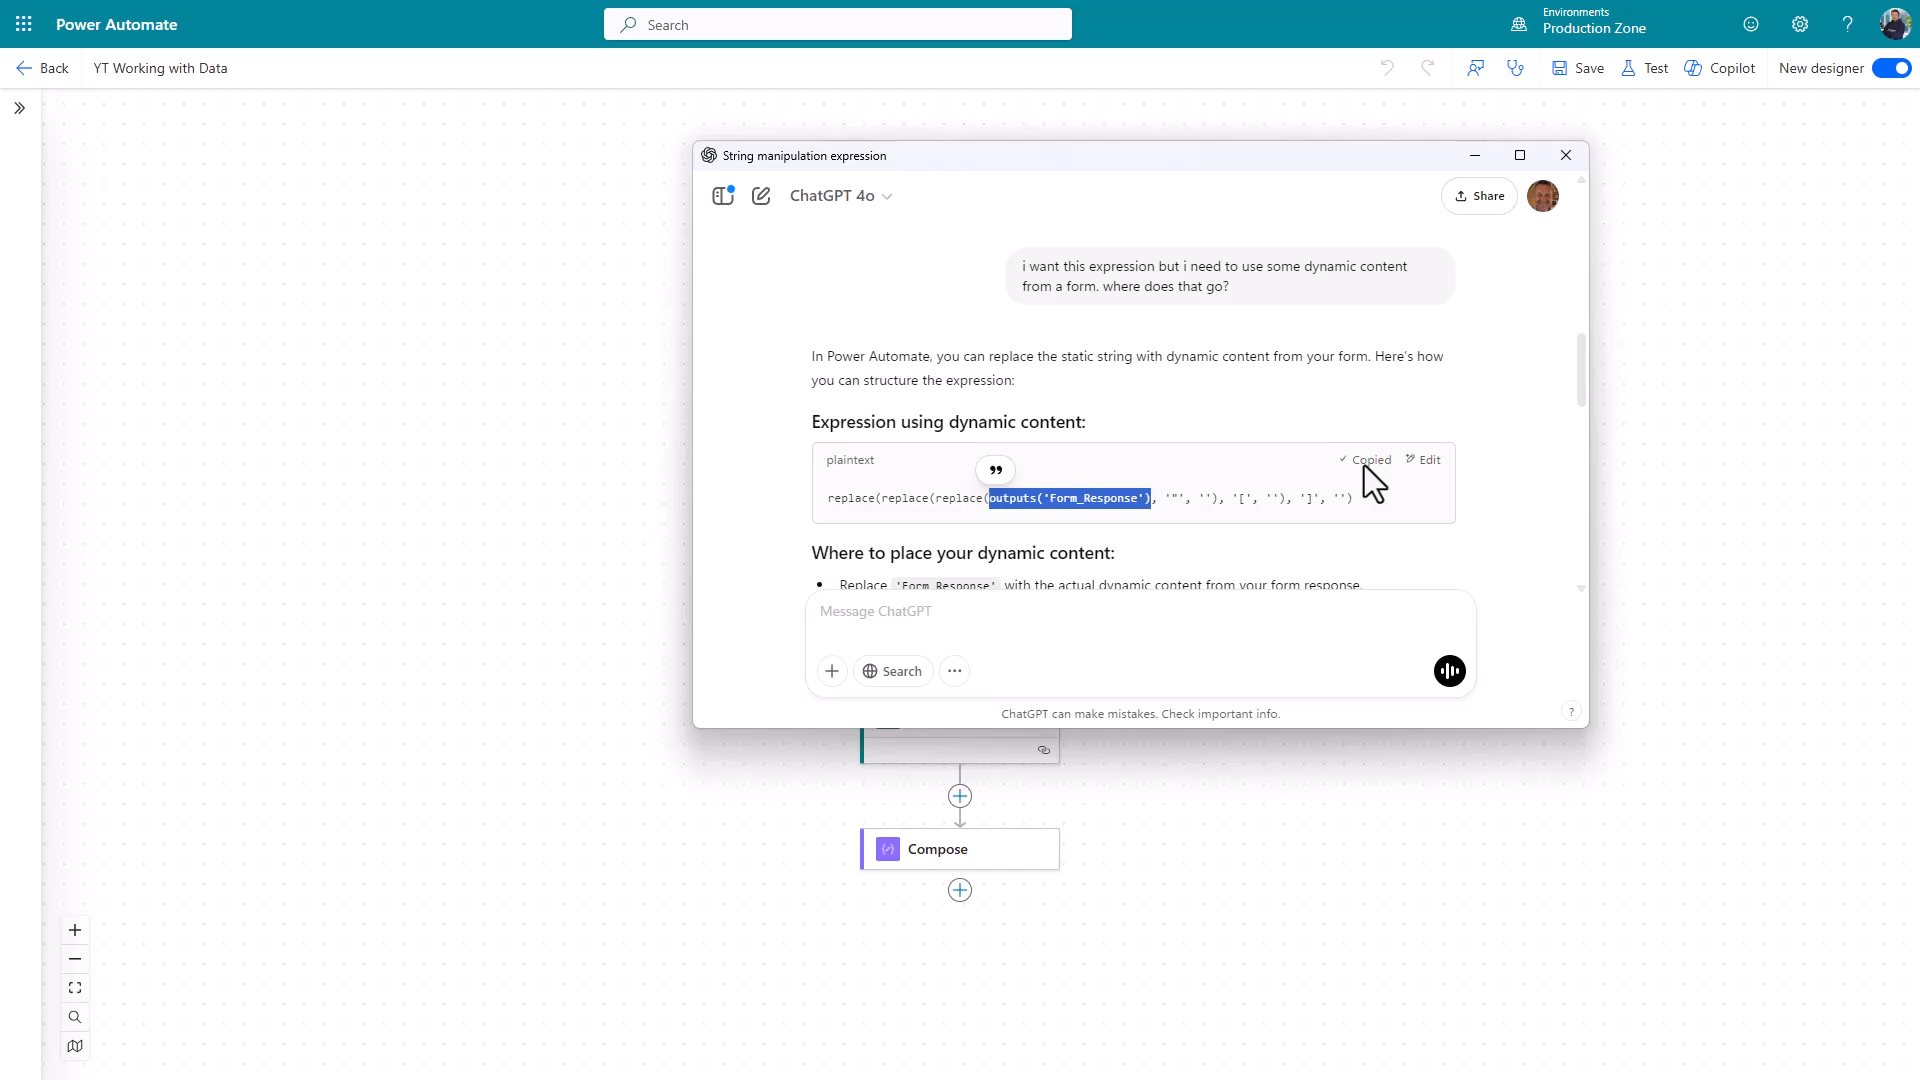 Power Automate
Search
Environments
Production Zone
?
Back
YT Working with Data
Save
Test
Copilot
New designer
String manipulation expression
ChatGPT 4o
Share
i want this expression but i need to use some dynamic content
from a form. where does that go?
In Power Automate, you can replace the static string with dynamic content from your form. Here's how
you can structure the expression:
Expression using dynamic content:
plaintext
Copied
Edit
replace(replace(replace(outputs('Form_Response'), '"', ''), '[', ''), ']', '')
Where to place your dynamic content:
• Replace 'Form_Response' with the actual dynamic content from your form response.
Message ChatGPT
Search
ChatGPT can make mistakes. Check important info.
?
Compose